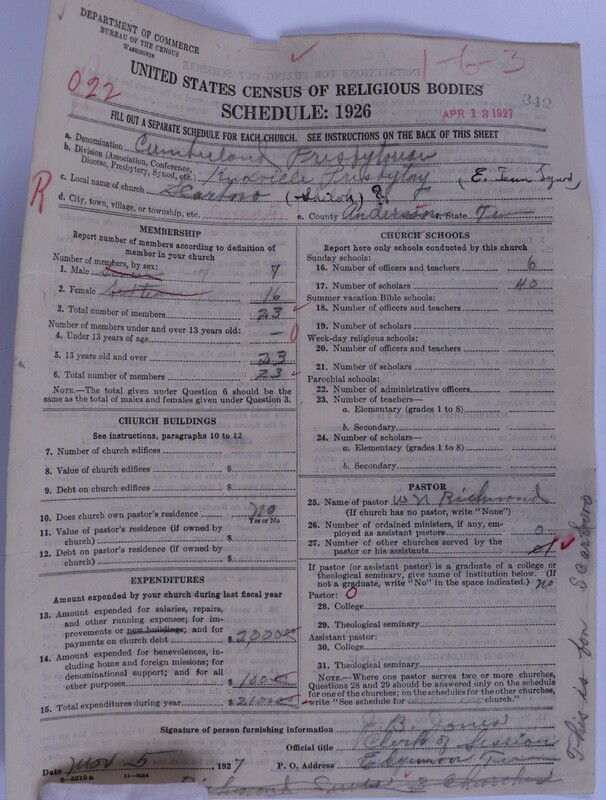 DEPARTMENT OF COMMERCE
BUREAU OF THE CENSUS
WASHINGTON
1-6-3
022
UNITED STATES CENSUS OF RELIGIOUS BODIES
SCHEDULE: 1926
APR 13 1927
342
FILL OUT A SEPARATE SCHEDULE FOR EACH CHURCH. SEE INSTRUCTIONS ON THE BACK OF THIS SHEET
a. Denomination Cumberland Presbyterian
b. Division (Association, Conference, Diocese, Presbytery, Synod, etc.) Knoxville Presbytery (E. Tenn Synod)
R
c. Local name of church Scarboro ?
d. City, town, village, or township, etc.
e. County Anderson State Ten
MEMBERSHIP
Report number of members according to definition of member in your church
Number of members, by sex:
1. Male 7
2. Female 16
3. Total number of members 23
Number of members under and over 13 years old:
4. Under 13 years of age — 0
5. 13 years old and over 23
6. Total number of members 23
NOTE.—The total given under Question 6 should be the same as the total of males and females given under Question 3.
CHURCH BUILDINGS
See instructions, paragraphs 10 to 12
7. Number of church edifices
8. Value of church edifices $
9. Debt on church edifices $
10. Does church own pastor's residence no
Yes or No
11. Value of pastor's residence (if owned by church) $
12. Debt on pastor's residence (if owned by church) $
EXPENDITURES
Amount expended by your church during last fiscal year
13. Amount expended for salaries, repairs, and other running expenses; for improvements or new buildings; and for payments on church debt $
14. Amount expended for benevolences, including home and foreign missions; for denominational support; and for all other purposes $
15. Total expenditures during year $
CHURCH SCHOOLS
Report here only schools conducted by this church
Sunday schools:
16. Number of officers and teachers 6
17. Number of scholars 40
Summer vacation Bible schools:
18. Number of officers and teachers
19. Number of scholars
Week-day religious schools:
20. Number of officers and teachers
21. Number of scholars
Parochial schools:
22. Number of administrative officers
23. Number of teachers—
a. Elementary (grades 1 to 8)
b. Secondary
24. Number of scholars—
a. Elementary (grades 1 to 8)
b. Secondary
PASTOR
25. Name of pastor W N Richmond
(If church has no pastor, write "None")
26. Number of ordained ministers, if any, employed as assistant pastors 0
27. Number of other churches served by the pastor or his assistants
If pastor (or assistant pastor) is a graduate of a college or theological seminary, give name of institution below. (If not a graduate, write "No" in the space indicated.) no
Pastor: 0
28. College
29. Theological seminary
Assistant pastor:
30. College
31. Theological seminary
NOTE.—Where one pastor serves two or more churches, Questions 28 and 29 should be answered only on the schedule for one of the churches; on the schedules for the other churches, write "See schedule for church."
This is for Scarboro
Signature of person furnishing information J B Jones
Official title Clerk of Session
Date Nov 5 1927
P. O. Address Edgemoor Tenn
11-9684
Richmond Serves 3 Churches